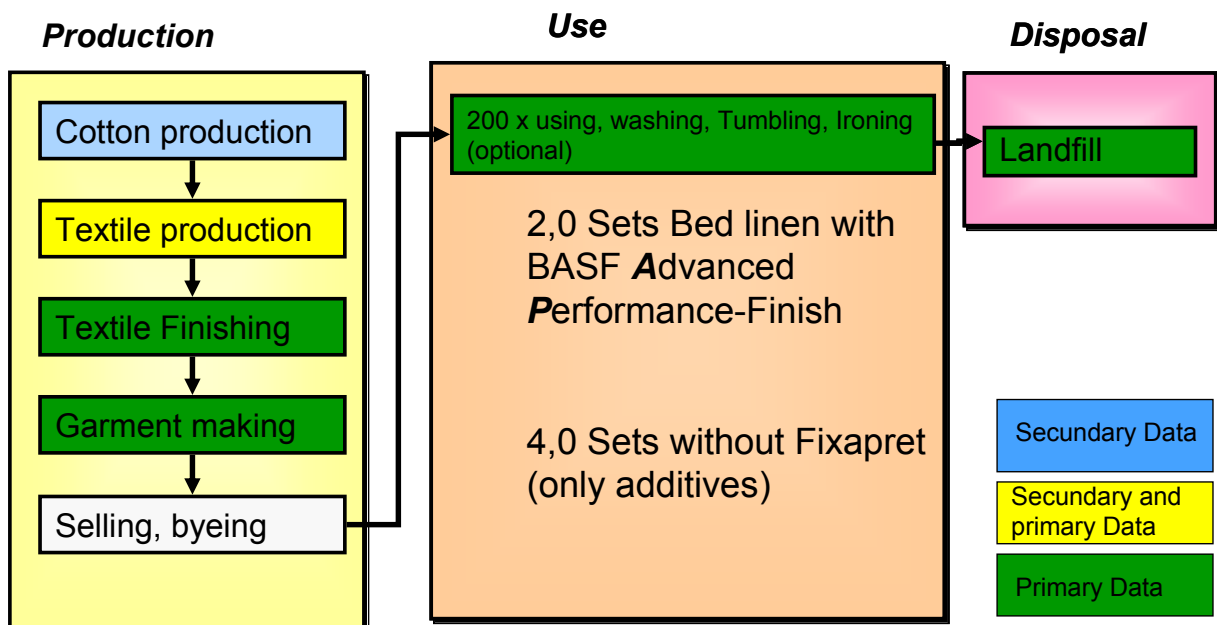 Production
Cotton production
Textile production
Textile Finishing
Garment making
Selling, byeing
Use
200 x using, washing, Tumbling, Ironing
(optional)
2,0 Sets Bed linen with
BASF Advanced
Performance-Finish
4,0 Sets without Fixapret
(only additives)
Disposal
Landfill
Secundary Data
Secundary and
primary Data
Primary Data